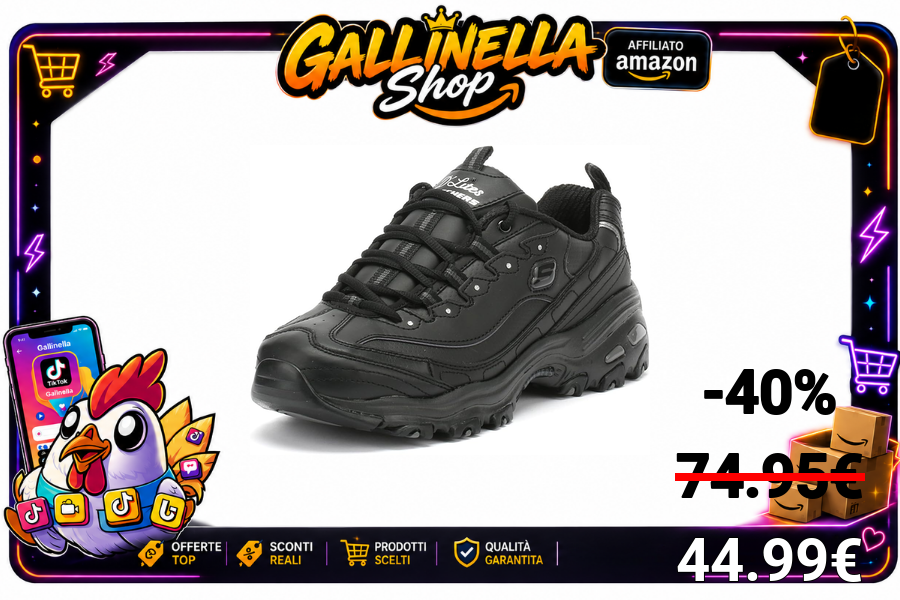 GALLINELLA
Shop
AFFILIATO
amazon
D'Lites
Gallinella
TikTok
Gallinella
-40%
74.95€
44.99€
OFFERTE
TOP
SCONTI
REALI
PRODOTTI
SCELTI
QUALITÀ
GARANTITA